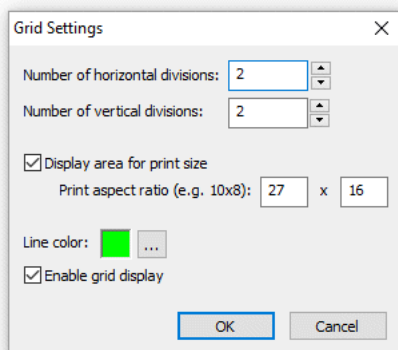 Grid Settings
Number of horizontal divisions: 2
Number of vertical divisions: 2
Display area for print size
Print aspect ratio (e.g. 10x8): 27 x 16
Line color: ...
Enable grid display
OK Cancel